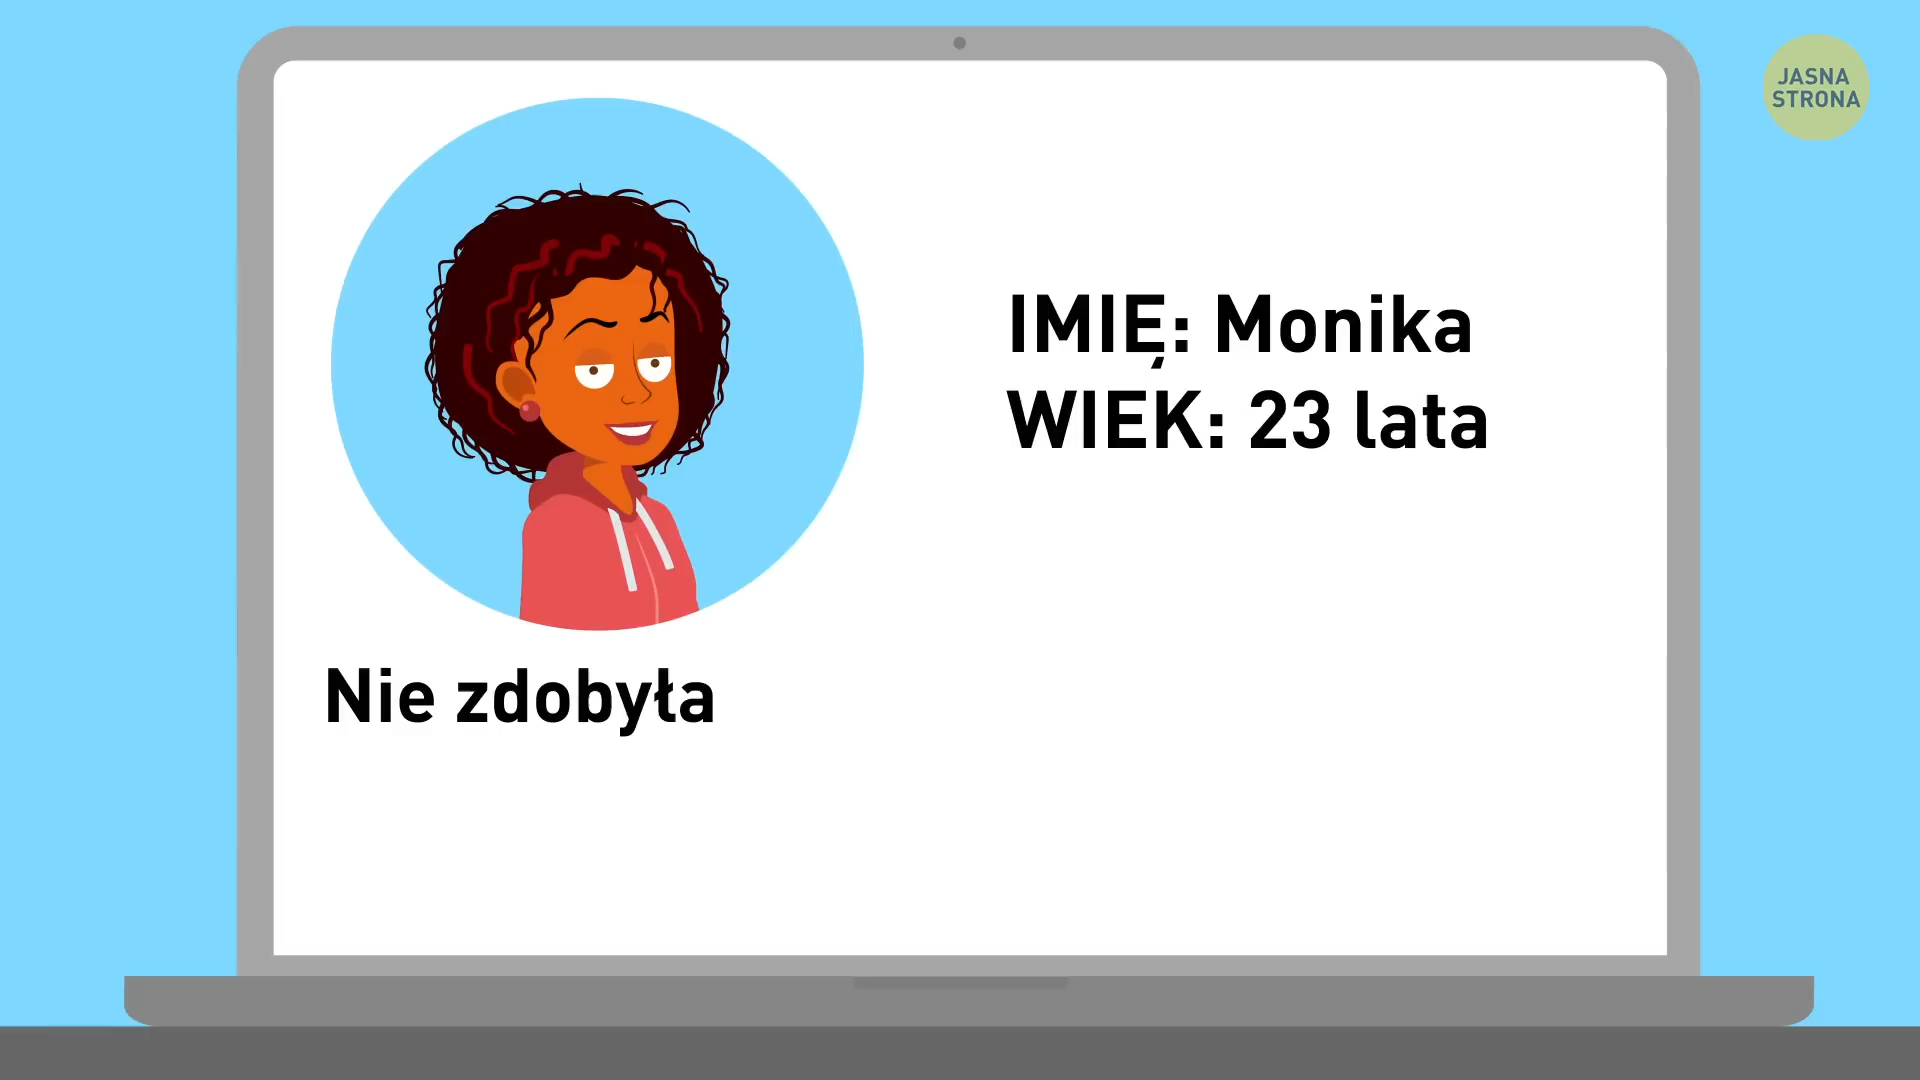 JASNA
STRONA
IMIĘ: Monika
WIEK: 23 lata
Nie zdobyła